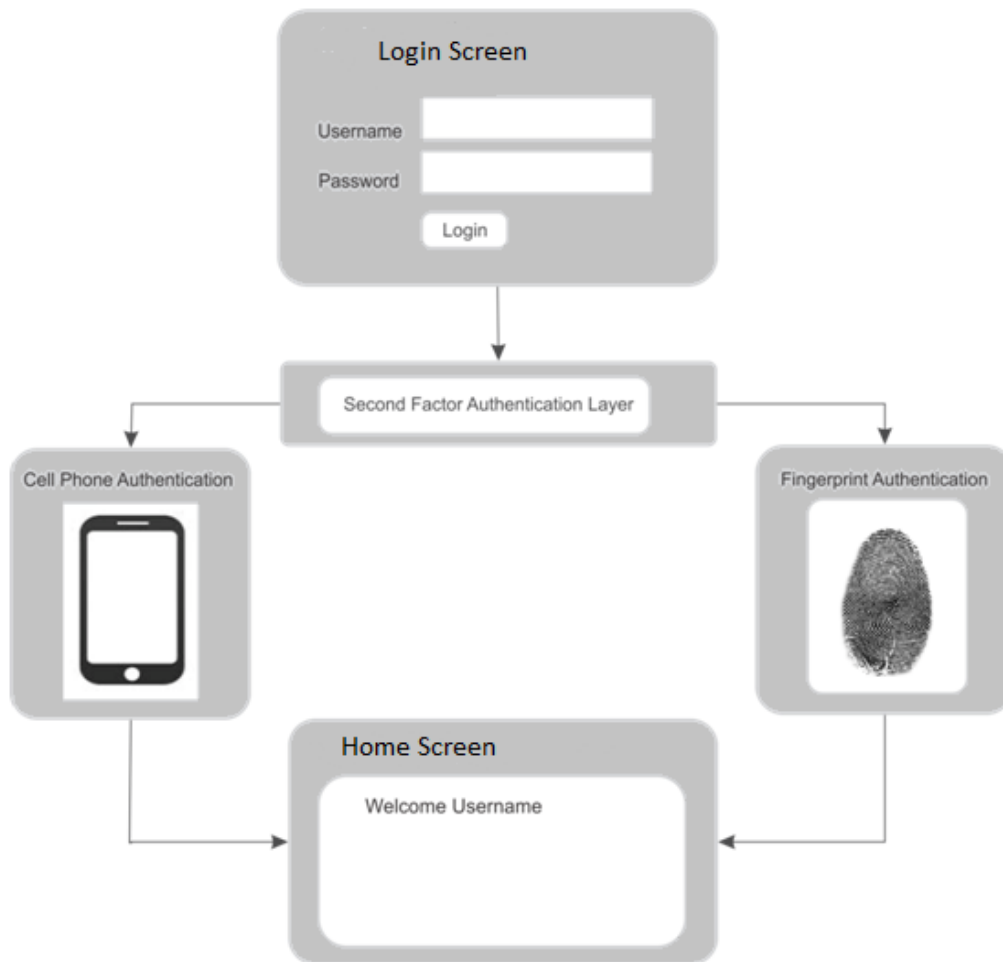 Login Screen
Username
Password
Login
Second Factor Authentication Layer
Cell Phone Authentication
Fingerprint Authentication
Home Screen
Welcome Username